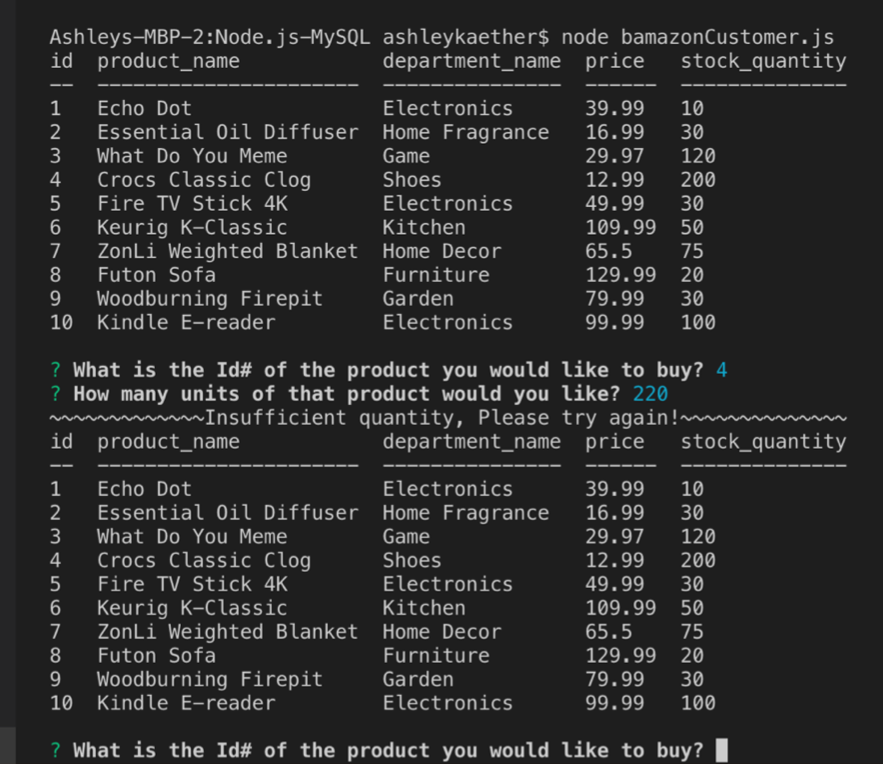 Ashleys-MBP-2:Node.js-MySQL ashleykaether$ node bamazonCustomer.js
id  product_name            department_name  price   stock_quantity
--  ----------------------  ---------------  ------  --------------
1   Echo Dot                Electronics      39.99   10
2   Essential Oil Diffuser  Home Fragrance   16.99   30
3   What Do You Meme        Game             29.97   120
4   Crocs Classic Clog      Shoes            12.99   200
5   Fire TV Stick 4K        Electronics      49.99   30
6   Keurig K-Classic        Kitchen          109.99  50
7   ZonLi Weighted Blanket  Home Decor       65.5    75
8   Futon Sofa              Furniture        129.99  20
9   Woodburning Firepit     Garden           79.99   30
10  Kindle E-reader         Electronics      99.99   100
? What is the Id# of the product you would like to buy? 4
? How many units of that product would you like? 220
~~~~~~~~~~~~~Insufficient quantity, Please try again!~~~~~~~~~~~~~~
id  product_name            department_name  price   stock_quantity
--  ----------------------  ---------------  ------  --------------
1   Echo Dot                Electronics      39.99   10
2   Essential Oil Diffuser  Home Fragrance   16.99   30
3   What Do You Meme        Game             29.97   120
4   Crocs Classic Clog      Shoes            12.99   200
5   Fire TV Stick 4K        Electronics      49.99   30
6   Keurig K-Classic        Kitchen          109.99  50
7   ZonLi Weighted Blanket  Home Decor       65.5    75
8   Futon Sofa              Furniture        129.99  20
9   Woodburning Firepit     Garden           79.99   30
10  Kindle E-reader         Electronics      99.99   100
? What is the Id# of the product you would like to buy?